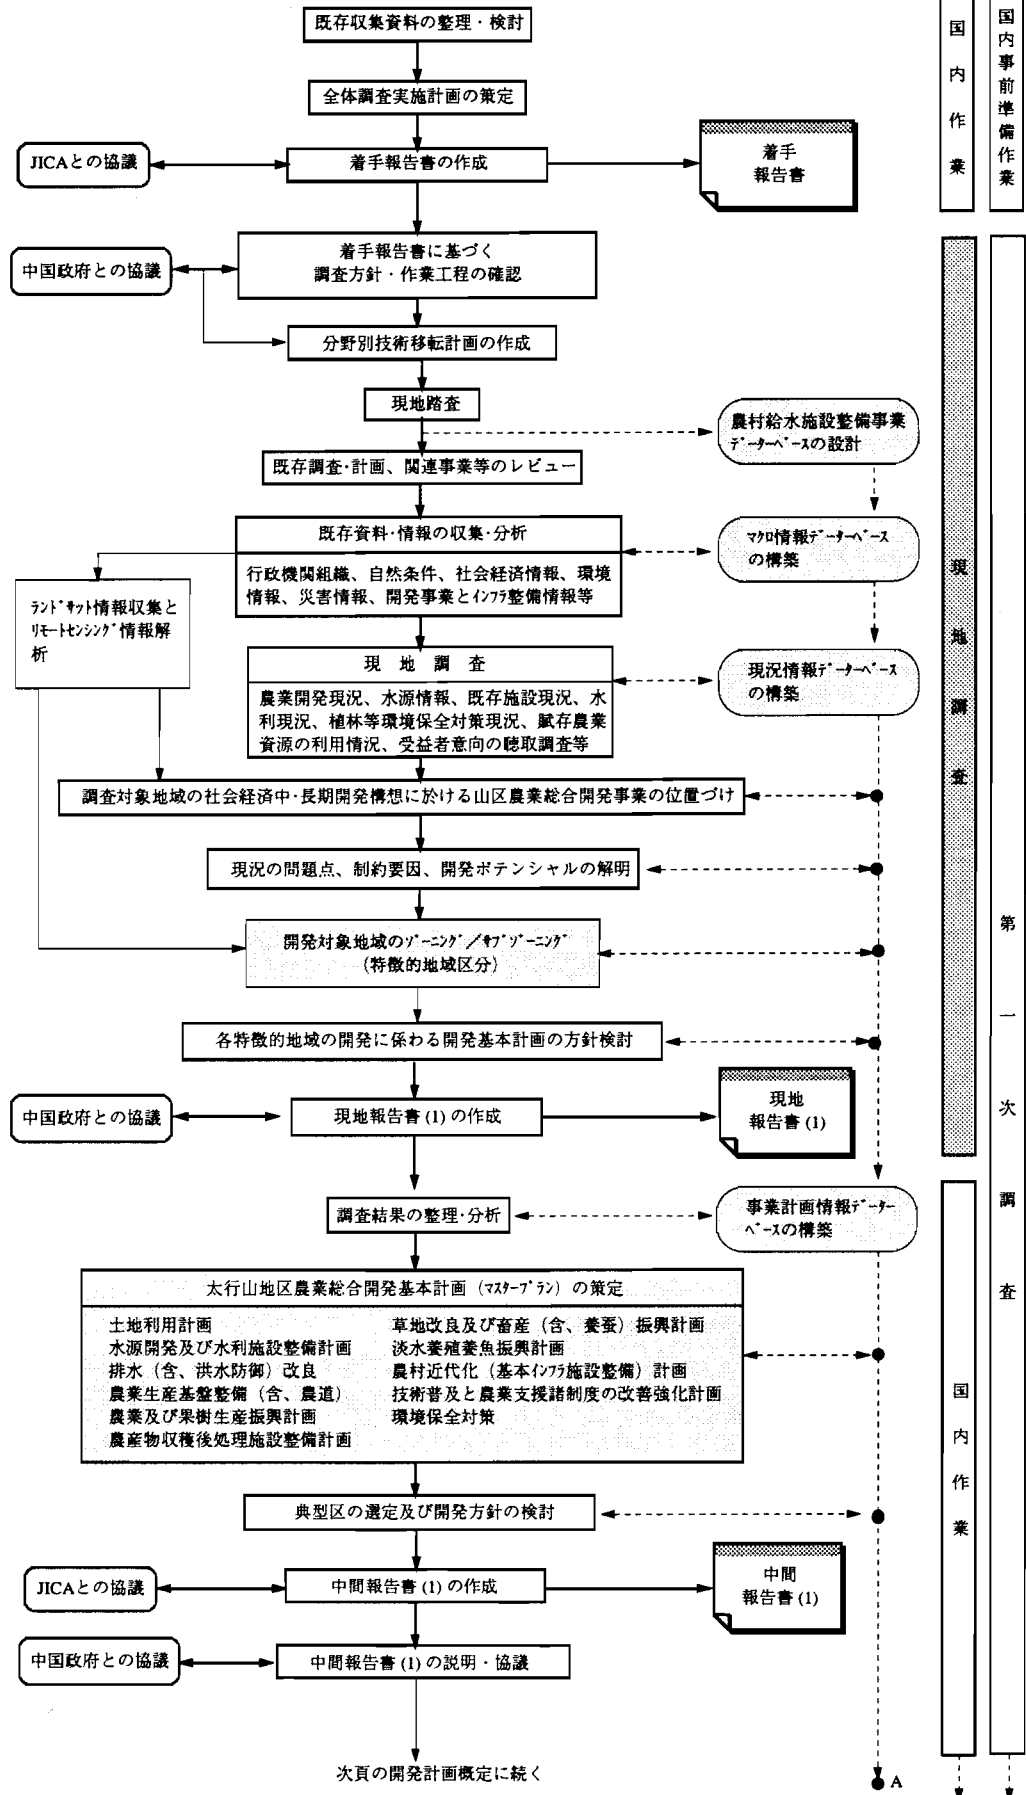 既存収集資料の整理・検討
全体調査実施計画の策定
JICAとの協議
着手報告書の作成
着手
報告書
中国政府との協議
着手報告書に基づく
調査方針・作業工程の確認
分野別技術移転計画の作成
現地踏査
農村給水施設整備事業
データーベースの設計
既存調査・計画、関連事業等のレビュー
既存資料・情報の収集・分析
行政機関組織、自然条件、社会経済情報、環境
情報、災害情報、開発事業とインフラ整備情報等
マクロ情報データーベース
の構築
ランドサット情報収集と
リモートセンシング情報解
析
現地調査
農業開発現況、水源情報、既存施設現況、水
利現況、植林等環境保全対策現況、賦存農業
資源の利用情況、受益者意向の聴取調査等
現況情報データーベース
の構築
調査対象地域の社会経済中・長期開発構想に於ける山区農業総合開発事業の位置づけ
現況の問題点、制約要因、開発ポテンシャルの解明
開発対象地域のゾーニング／サブゾーニング
(特徴的地域区分)
各特徴的地域の開発に係わる開発基本計画の方針検討
中国政府との協議
現地報告書(1)の作成
現地
報告書(1)
調査結果の整理・分析
事業計画情報データー
ベースの構築
太行山地区農業総合開発基本計画(マスタープラン)の策定
土地利用計画
水源開発及び水利施設整備計画
排水(含、洪水防御)改良
農業生産基盤整備(含、農道)
農業及び果樹生産振興計画
農産物収穫後処理施設整備計画
草地改良及び畜産(含、養蚕)振興計画
淡水養殖養魚振興計画
農村近代化(基本インフラ施設整備)計画
技術普及と農業支援諸制度の改善強化計画
環境保全対策
典型区の選定及び開発方針の検討
JICAとの協議
中間報告書(1)の作成
中間
報告書(1)
中国政府との協議
中間報告書(1)の説明・協議
次頁の開発計画概定に続く
A
国内作業
国内事前準備作業
現地調査
第一次調査
国内作業